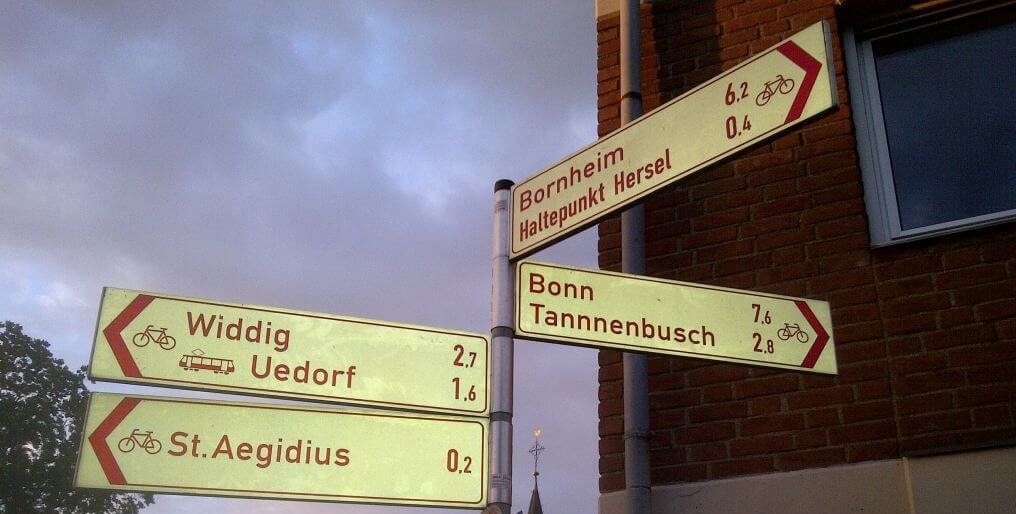 Bornheim 6,2
Haltepunkt Hersel 0,4
Bonn 7,6
Tannnenbusch 2,8
Widdig 2,7
Uedorf 1,6
St. Aegidius 0,2